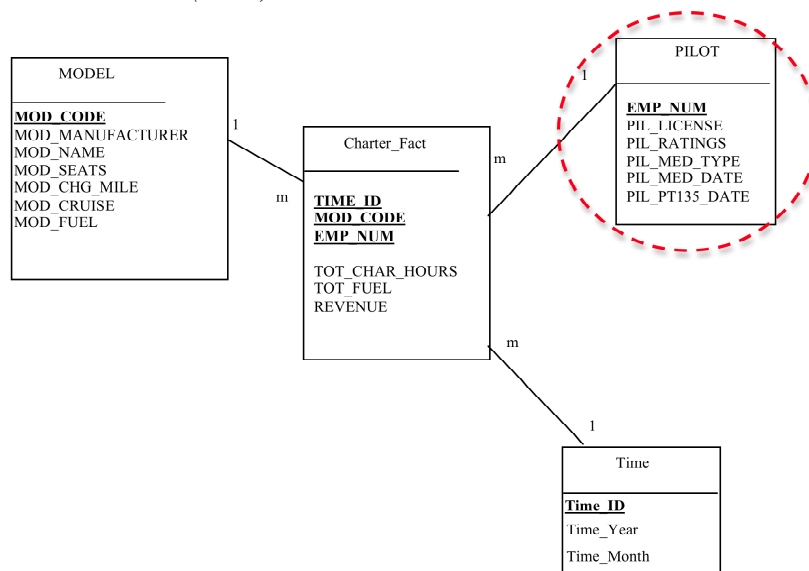 MODEL
MOD_CODE
MOD_MANUFACTURER
MOD_NAME
MOD_SEATS
MOD_CHG_MILE
MOD_CRUISE
MOD_FUEL
1
m
Charter_Fact
TIME_ID
MOD_CODE
EMP_NUM
TOT_CHAR_HOURS
TOT_FUEL
REVENUE
m
1
PILOT
EMP_NUM
PIL_LICENSE
PIL_RATINGS
PIL_MED_TYPE
PIL_MED_DATE
PIL_PT135_DATE
m
1
Time
Time_ID
Time_Year
Time_Month